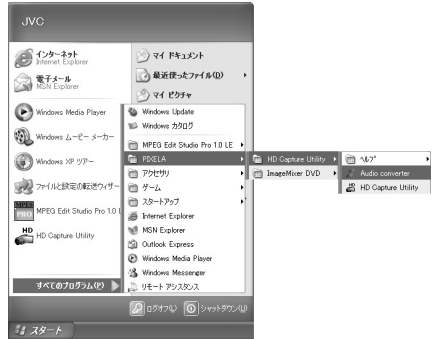 JVC
インターネット
Internet Explorer
電子メール
MSN Explorer
Windows Media Player
Windows ムービー メーカー
Windows XP ツアー
ファイルと設定の転送ウィザー
MPEG Edit Studio Pro 1.0 L
HD Capture Utility
すべてのプログラム(P)
マイ ドキュメント
最近使ったファイル(D)
マイ ピクチャ
Windows Update
Windows カタログ
MPEG Edit Studio Pro 1.0 LE
PIXELA
アクセサリ
ゲーム
スタートアップ
Internet Explorer
MSN Explorer
Outlook Express
Windows Media Player
Windows Messenger
リモート アシスタンス
HD Capture Utility
ImageMixer DVD
ヘルプ
Audio converter
HD Capture Utility
ログオフ(L)
シャットダウン(U)
スタート